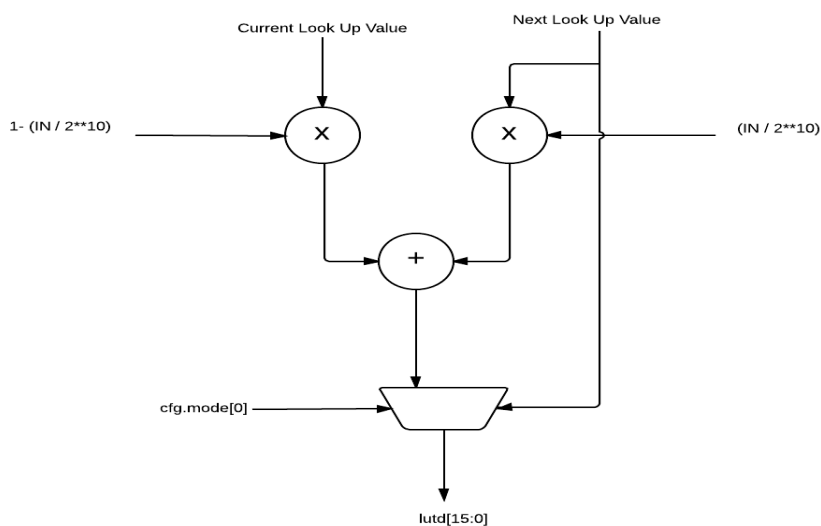 Current Look Up Value
Next Look Up Value
1- (IN / 2**10)
X
X
(IN / 2**10)
+
cfg.mode[0]
lutd[15:0]